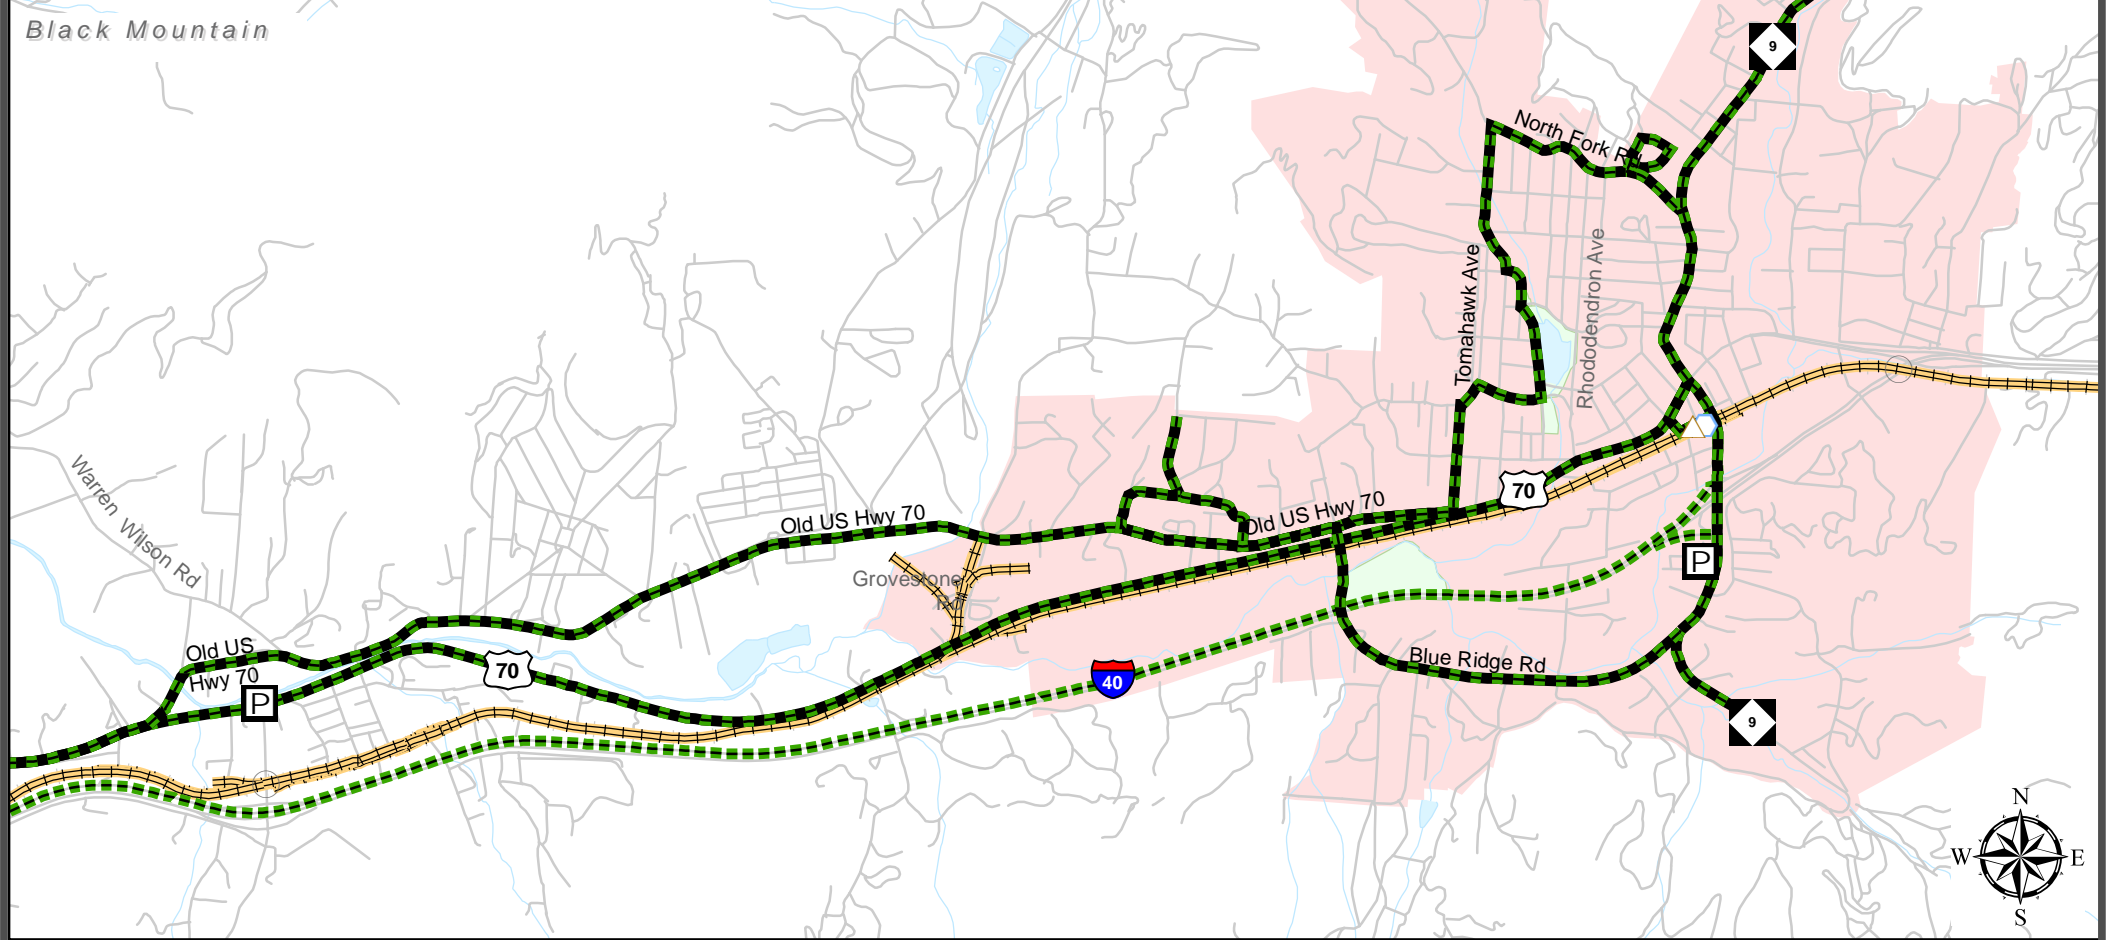 Black Mountain
9
North Fork Rd
Tomahawk Ave
Rhododendron Ave
Warren Wilson Rd
70
Old US Hwy 70
Old US Hwy 70
Grovestone
Rd
P
Old US
Hwy 70
P
70
40
Blue Ridge Rd
9
N
W
E
S